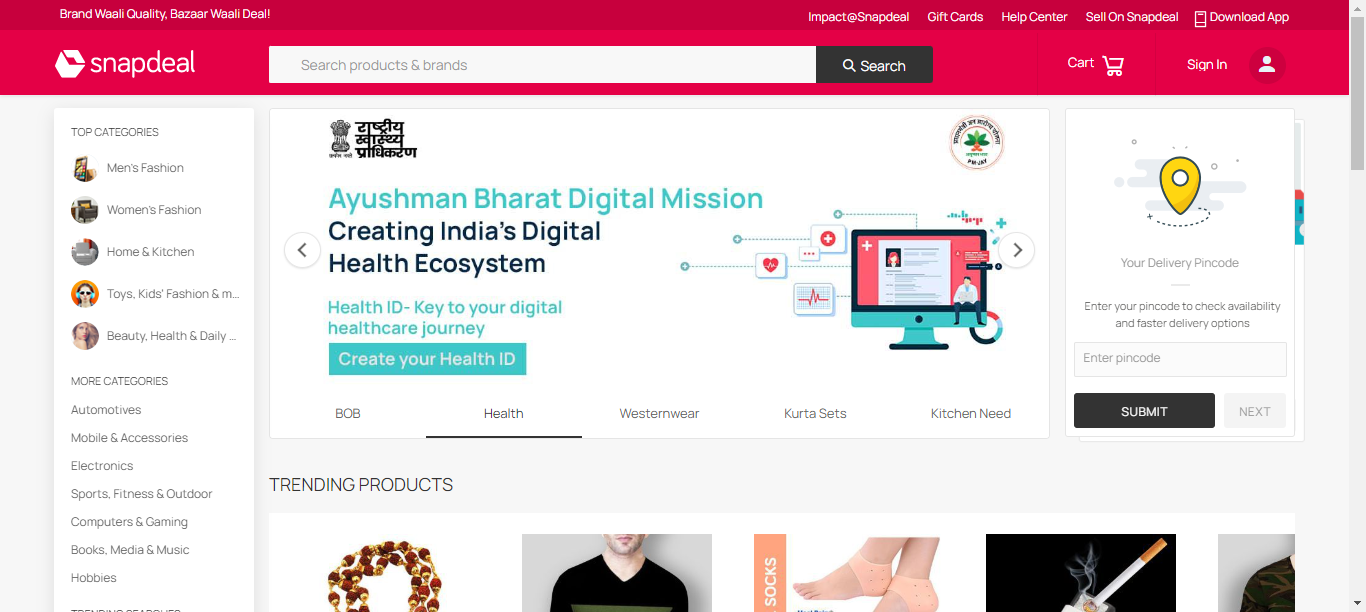 Brand Waali Quality, Bazaar Waali Deal!
Impact@Snapdeal
Gift Cards
Help Center
Sell On Snapdeal
Download App
snapdeal
Search products & brands
Search
Cart
Sign In
TOP CATEGORIES
Men's Fashion
Women's Fashion
Home & Kitchen
Toys, Kids' Fashion & m...
Beauty, Health & Daily ...
MORE CATEGORIES
Automotives
Mobile & Accessories
Electronics
Sports, Fitness & Outdoor
Computers & Gaming
Books, Media & Music
Hobbies
राष्ट्रीय
स्वास्थ्य
प्राधिकरण
PM-JAY
Ayushman Bharat Digital Mission
Creating India's Digital
Health Ecosystem
Health ID- Key to your digital
healthcare journey
Create your Health ID
BOB
Health
Westernwear
Kurta Sets
Kitchen Need
Your Delivery Pincode
Enter your pincode to check availability
and faster delivery options
Enter pincode
SUBMIT
NEXT
TRENDING PRODUCTS
SOCKS